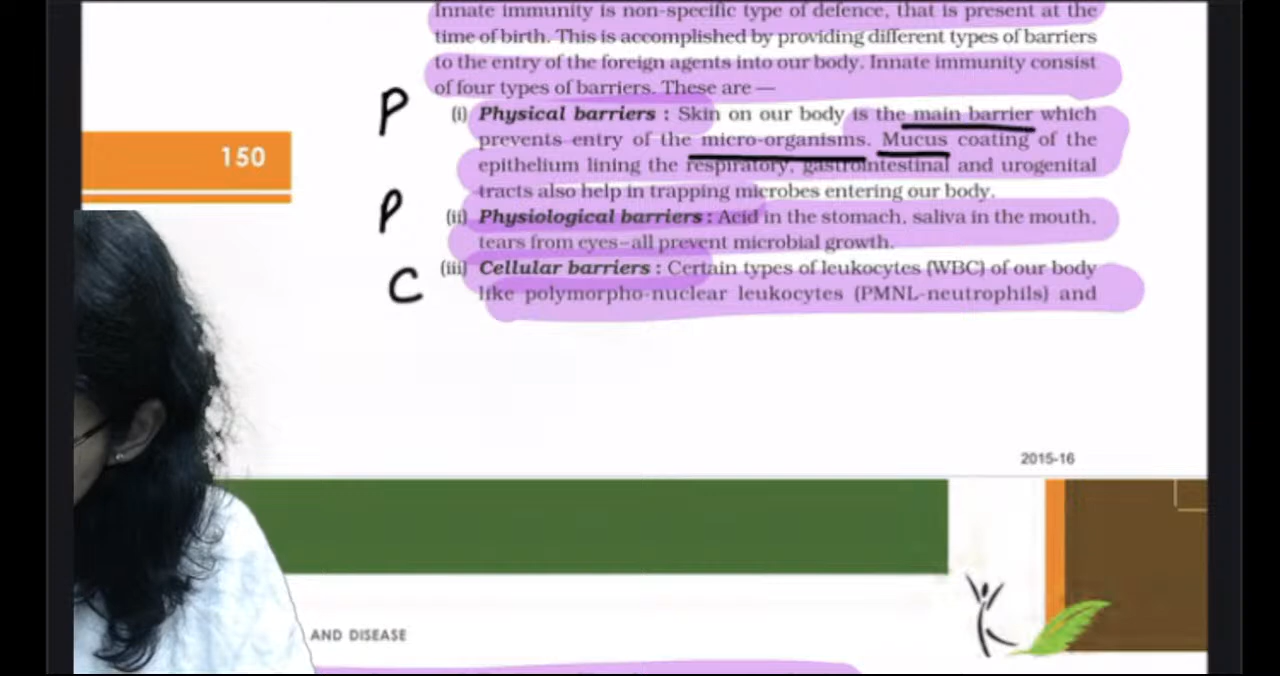 Innate immunity is non-specific type of defence, that is present at the
time of birth. This is accomplished by providing different types of barriers
to the entry of the foreign agents into our body. Innate immunity consist
of four types of barriers. These are —
P
(i) Physical barriers : Skin on our body is the main barrier which
prevents entry of the micro-organisms. Mucus coating of the
150
epithelium lining the respiratory, gastrointestinal and urogenital
tracts also help in trapping microbes entering our body.
P
(ii) Physiological barriers : Acid in the stomach, saliva in the mouth,
tears from eyes–all prevent microbial growth.
C
(iii) Cellular barriers : Certain types of leukocytes (WBC) of our body
like polymorpho-nuclear leukocytes (PMNL-neutrophils) and
2015-16
AND DISEASE